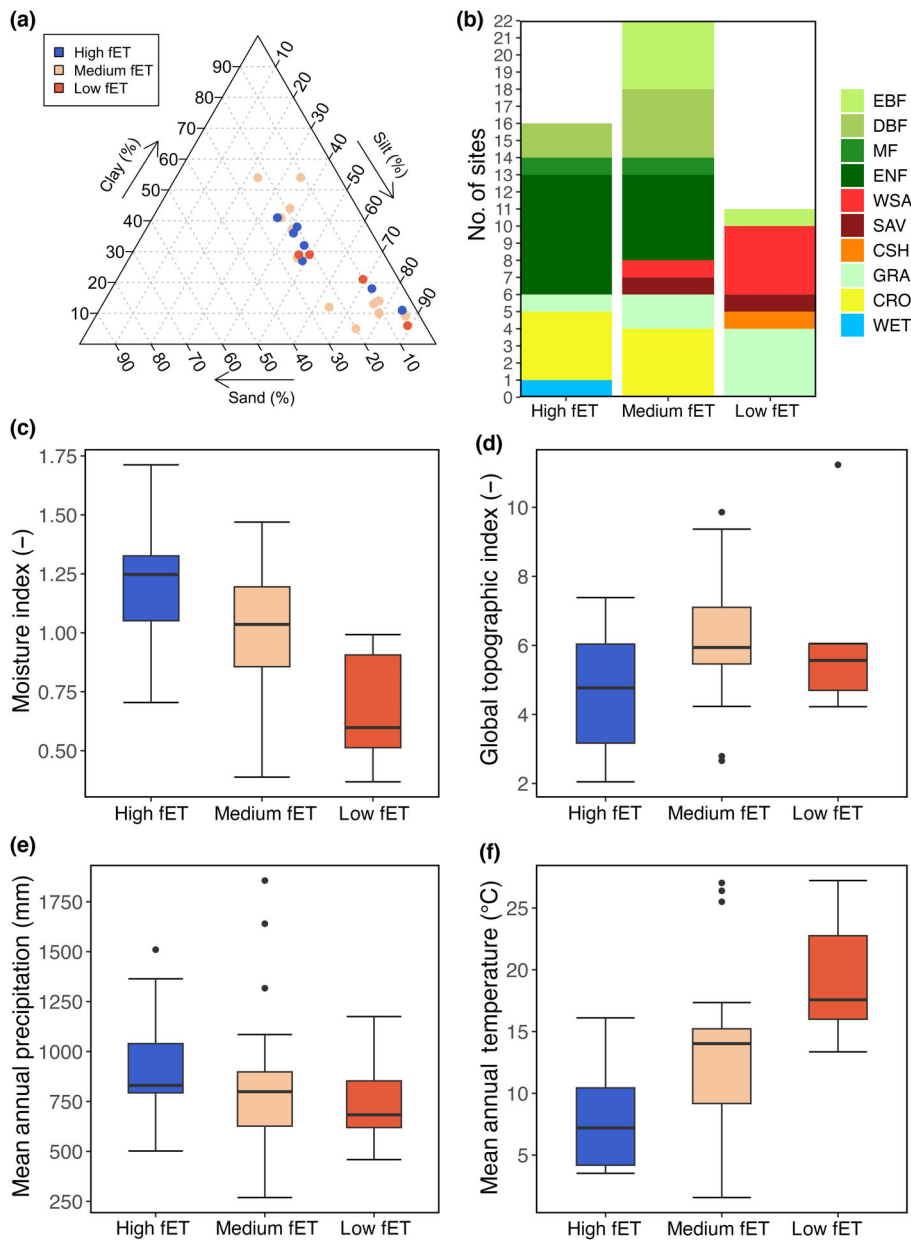 (a)
High fET
Medium fET
Low fET
Clay (%)
90
80
70
60
50
40
30
20
10
Silt (%)
10
20
30
40
50
60
70
80
90
90
80
70
60
50
40
30
20
10
Sand (%)
(b)
No. of sites
22
21
20
19
18
17
16
15
14
13
12
11
10
9
8
7
6
5
4
3
2
1
0
High fET Medium fET Low fET
EBF
DBF
MF
ENF
WSA
SAV
CSH
GRA
CRO
WET
(c)
Moisture index (−)
1.75
1.50
1.25
1.00
0.75
0.50
High fET Medium fET Low fET
(d)
Global topographic index (−)
10
8
6
4
2
High fET Medium fET Low fET
(e)
Mean annual precipitation (mm)
1750
1250
1000
750
500
250
High fET Medium fET Low fET
(f)
Mean annual temperature (°C)
25
20
15
10
5
High fET Medium fET Low fET